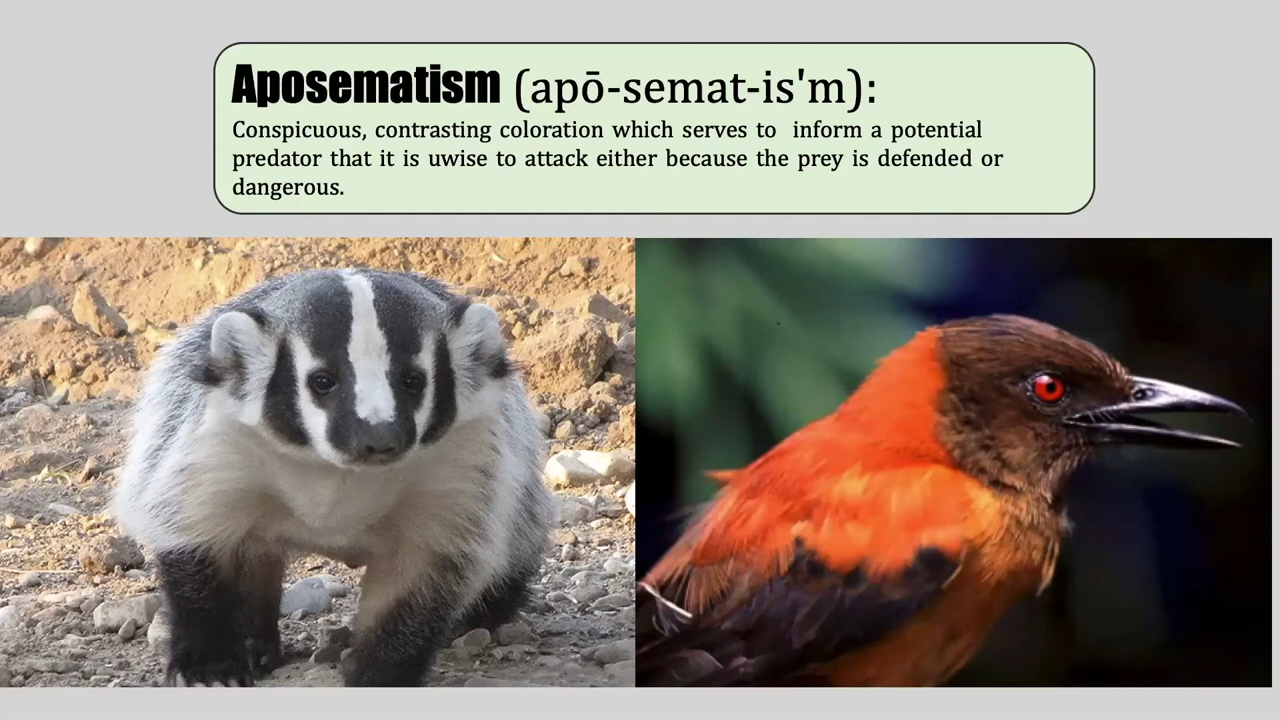 Aposematism (apō-semat-is'm):
Conspicuous, contrasting coloration which serves to inform a potential
predator that it is uwise to attack either because the prey is defended or
dangerous.